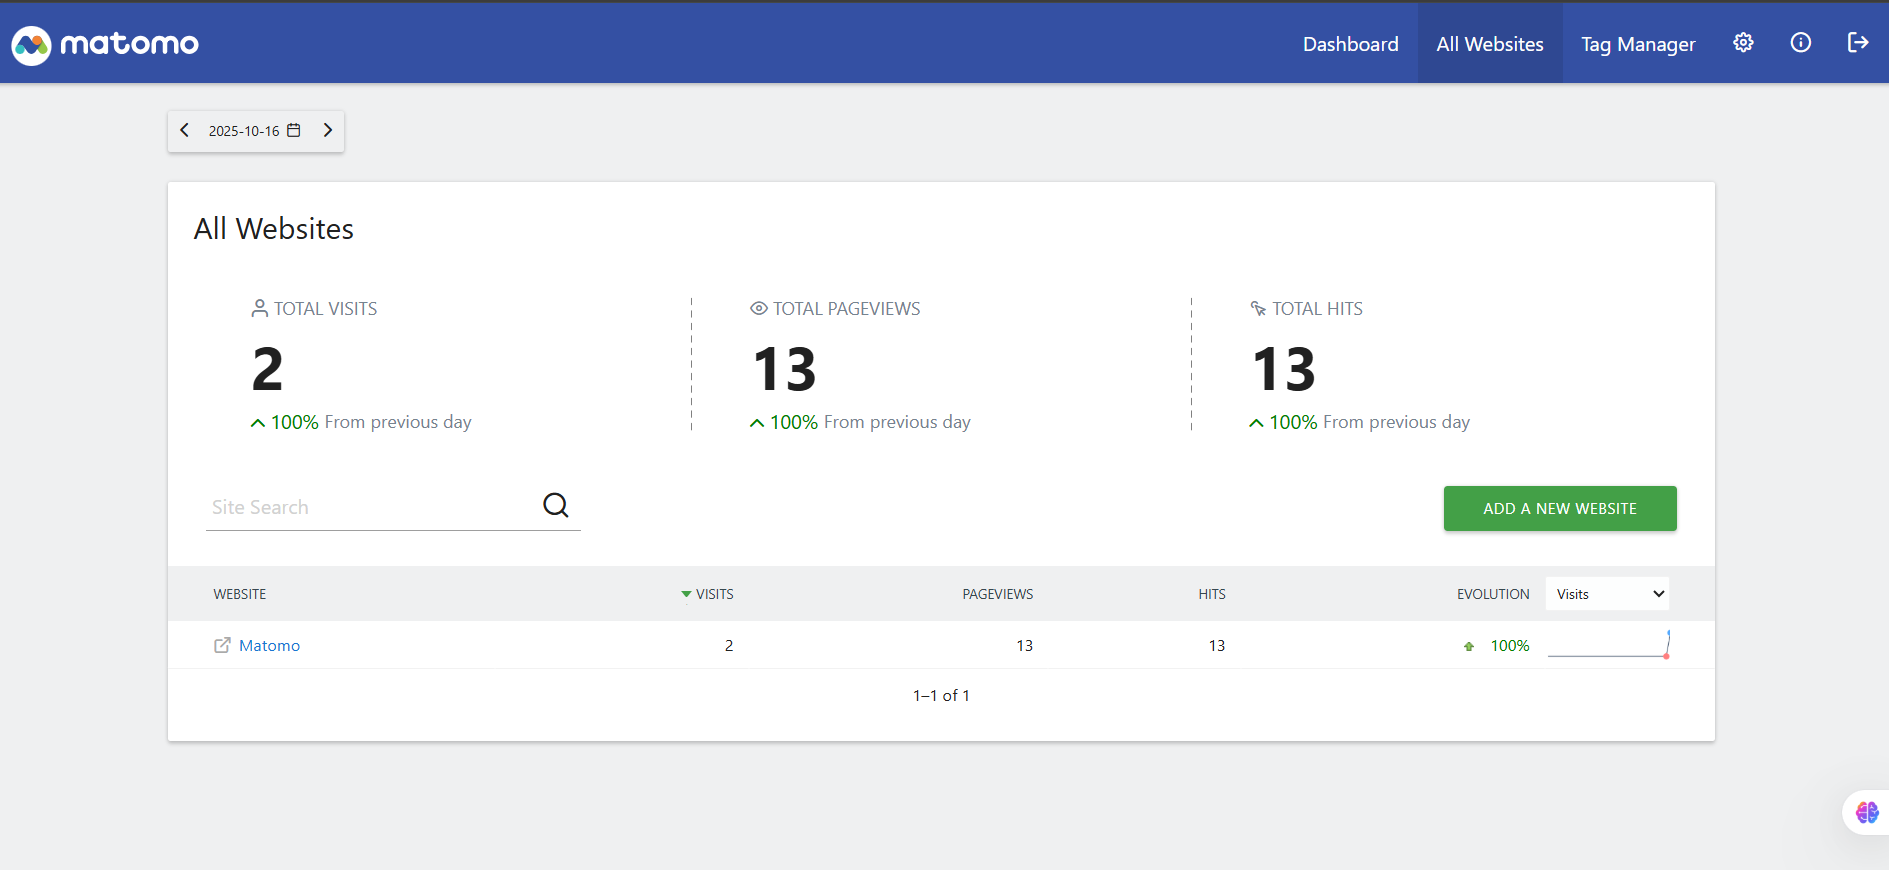 matomo
Dashboard All Websites Tag Manager
2025-10-16
All Websites
TOTAL VISITS
2
100% From previous day
TOTAL PAGEVIEWS
13
100% From previous day
TOTAL HITS
13
100% From previous day
Site Search
ADD A NEW WEBSITE
WEBSITE VISITS PAGEVIEWS HITS EVOLUTION Visits
Matomo 2 13 13 100%
1–1 of 1